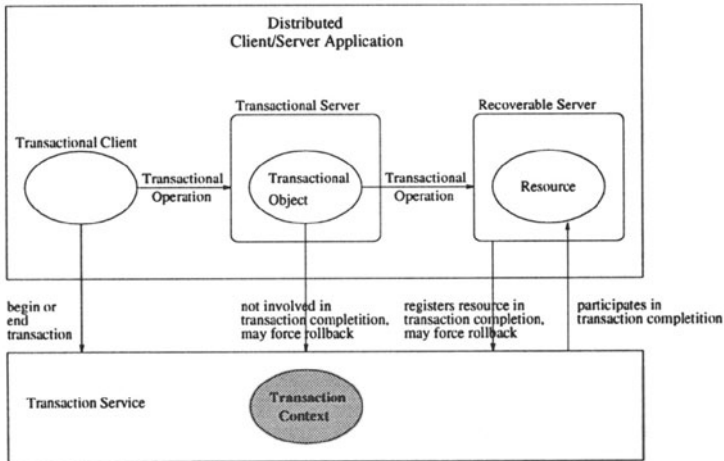 Distributed
Client/Server Application
Transactional Server
Recoverable Server
Transactional Client
Transactional
Operation
Transactional
Object
Transactional
Operation
Resource
begin or
end
transaction
not involved in
transaction completition,
may force rollback
registers resource in
transaction completion,
may force rollback
participates in
transaction completition
Transaction Service
Transaction
Context